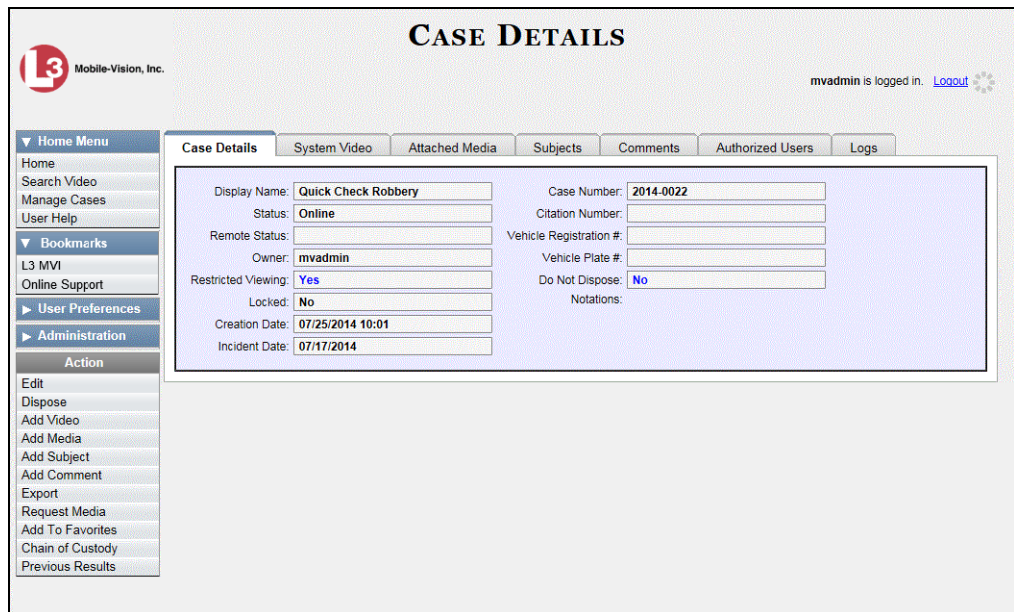 CASE DETAILS
L3 Mobile-Vision, Inc.
mvadmin is logged in. Logout
▼ Home Menu
Home
Search Video
Manage Cases
User Help
▼ Bookmarks
L3 MVI
Online Support
▶ User Preferences
▶ Administration
Action
Edit
Dispose
Add Video
Add Media
Add Subject
Add Comment
Export
Request Media
Add To Favorites
Chain of Custody
Previous Results
Case Details System Video Attached Media Subjects Comments Authorized Users Logs
Display Name: Quick Check Robbery
Status: Online
Remote Status:
Owner: mvadmin
Restricted Viewing: Yes
Locked: No
Creation Date: 07/25/2014 10:01
Incident Date: 07/17/2014
Case Number: 2014-0022
Citation Number:
Vehicle Registration #:
Vehicle Plate #:
Do Not Dispose: No
Notations: